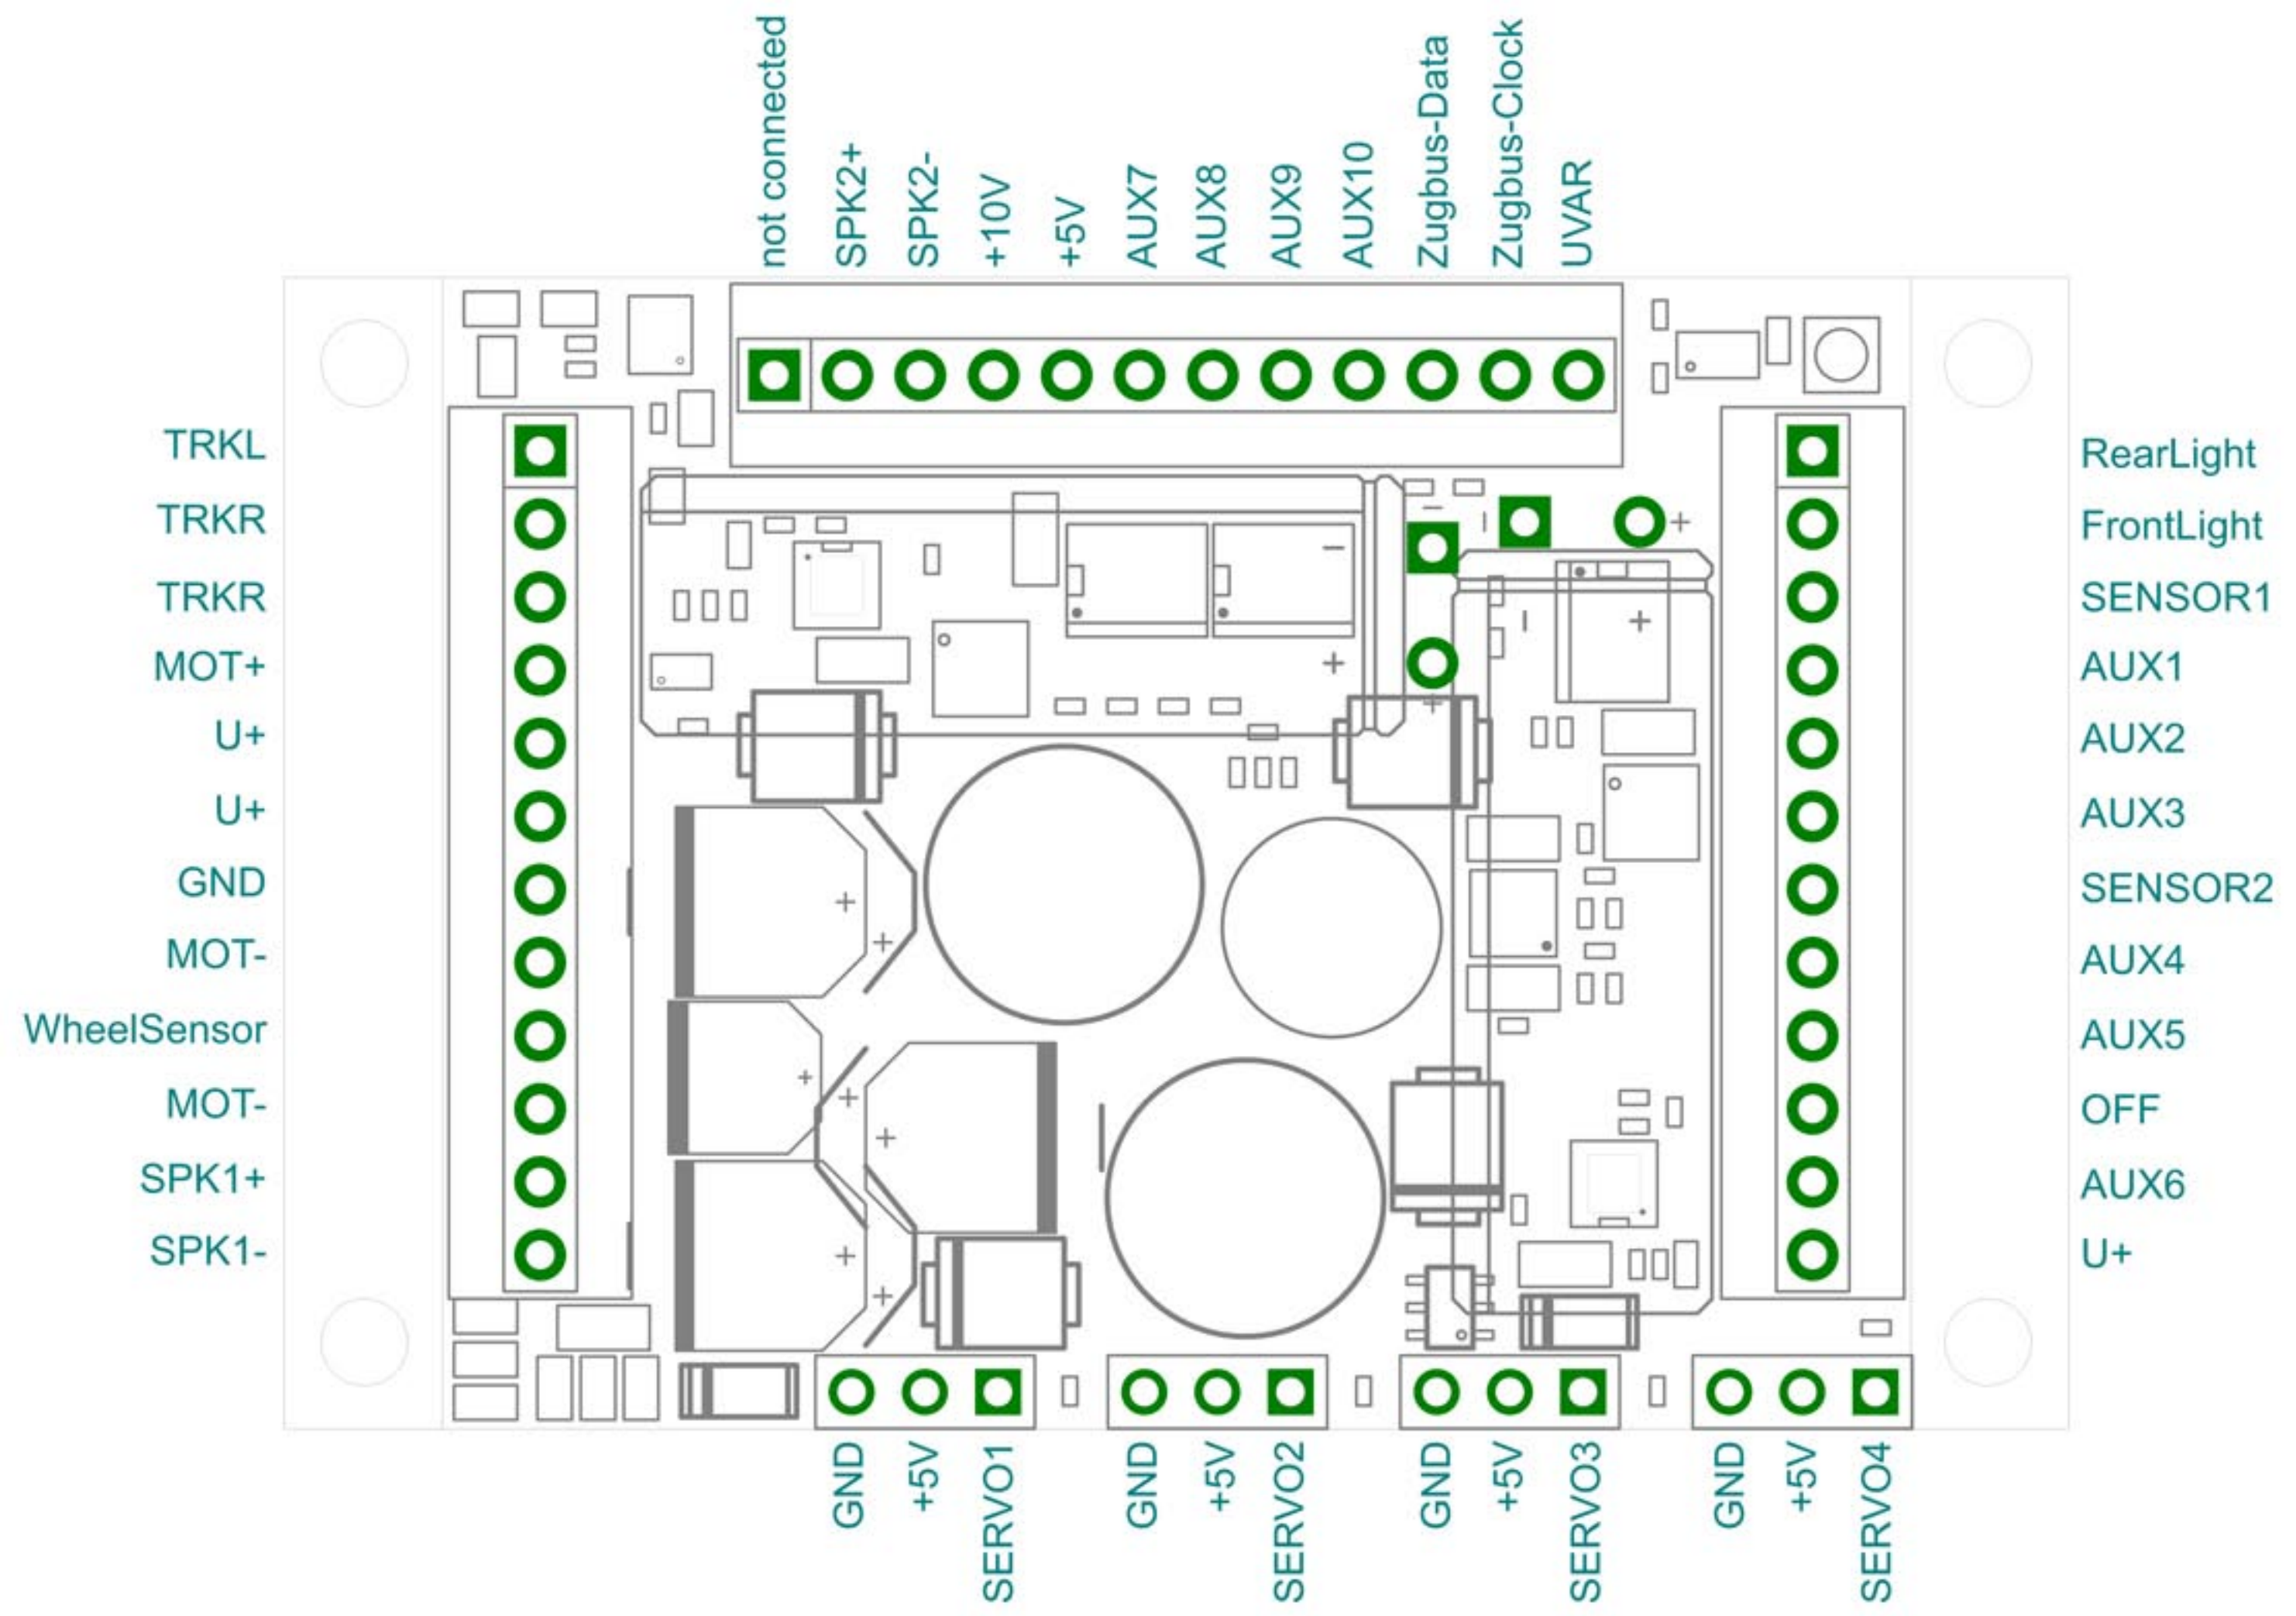 not connected
SPK2+
SPK2-
+10V
+5V
AUX7
AUX8
AUX9
AUX10
Zugbus-Data
Zugbus-Clock
UVAR
TRKL
TRKR
TRKR
MOT+
U+
U+
GND
MOT-
WheelSensor
MOT-
SPK1+
SPK1-
RearLight
FrontLight
SENSOR1
AUX1
AUX2
AUX3
SENSOR2
AUX4
AUX5
OFF
AUX6
U+
GND
+5V
SERVO1
GND
+5V
SERVO2
GND
+5V
SERVO3
GND
+5V
SERVO4